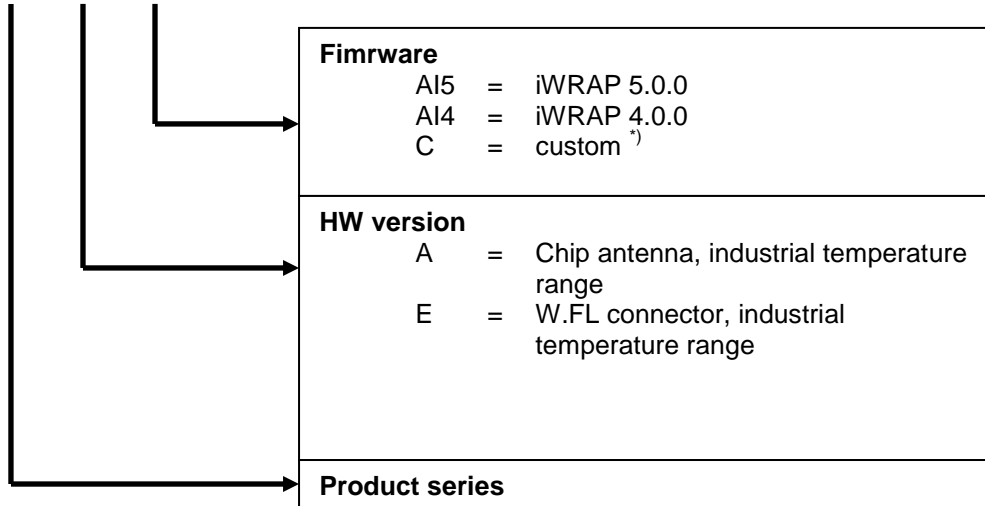 Fimrware
AI5 = iWRAP 5.0.0
AI4 = iWRAP 4.0.0
C = custom *)
HW version
A = Chip antenna, industrial temperature
range
E = W.FL connector, industrial
temperature range
Product series